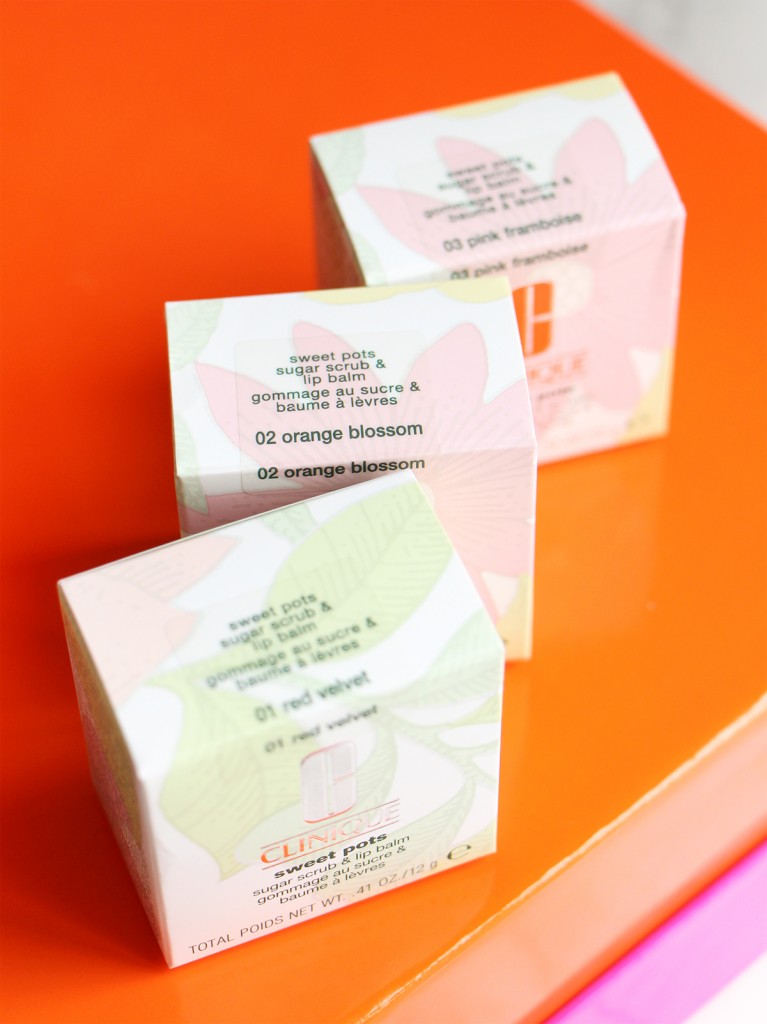 sweet pots
sugar scrub &
lip balm
gommage au sucre &
baume à lèvres
03 pink framboise
03 pink framboise
sweet pots
sugar scrub &
lip balm
gommage au sucre &
baume à lèvres
02 orange blossom
02 orange blossom
sweet pots
sugar scrub &
lip balm
gommage au sucre &
baume à lèvres
01 red velvet
01 red velvet
CLINIQUE
sweet pots
sugar scrub & lip balm
gommage au sucre &
baume à lèvres
TOTAL POIDS NET WT. .41 OZ./12 g ℮